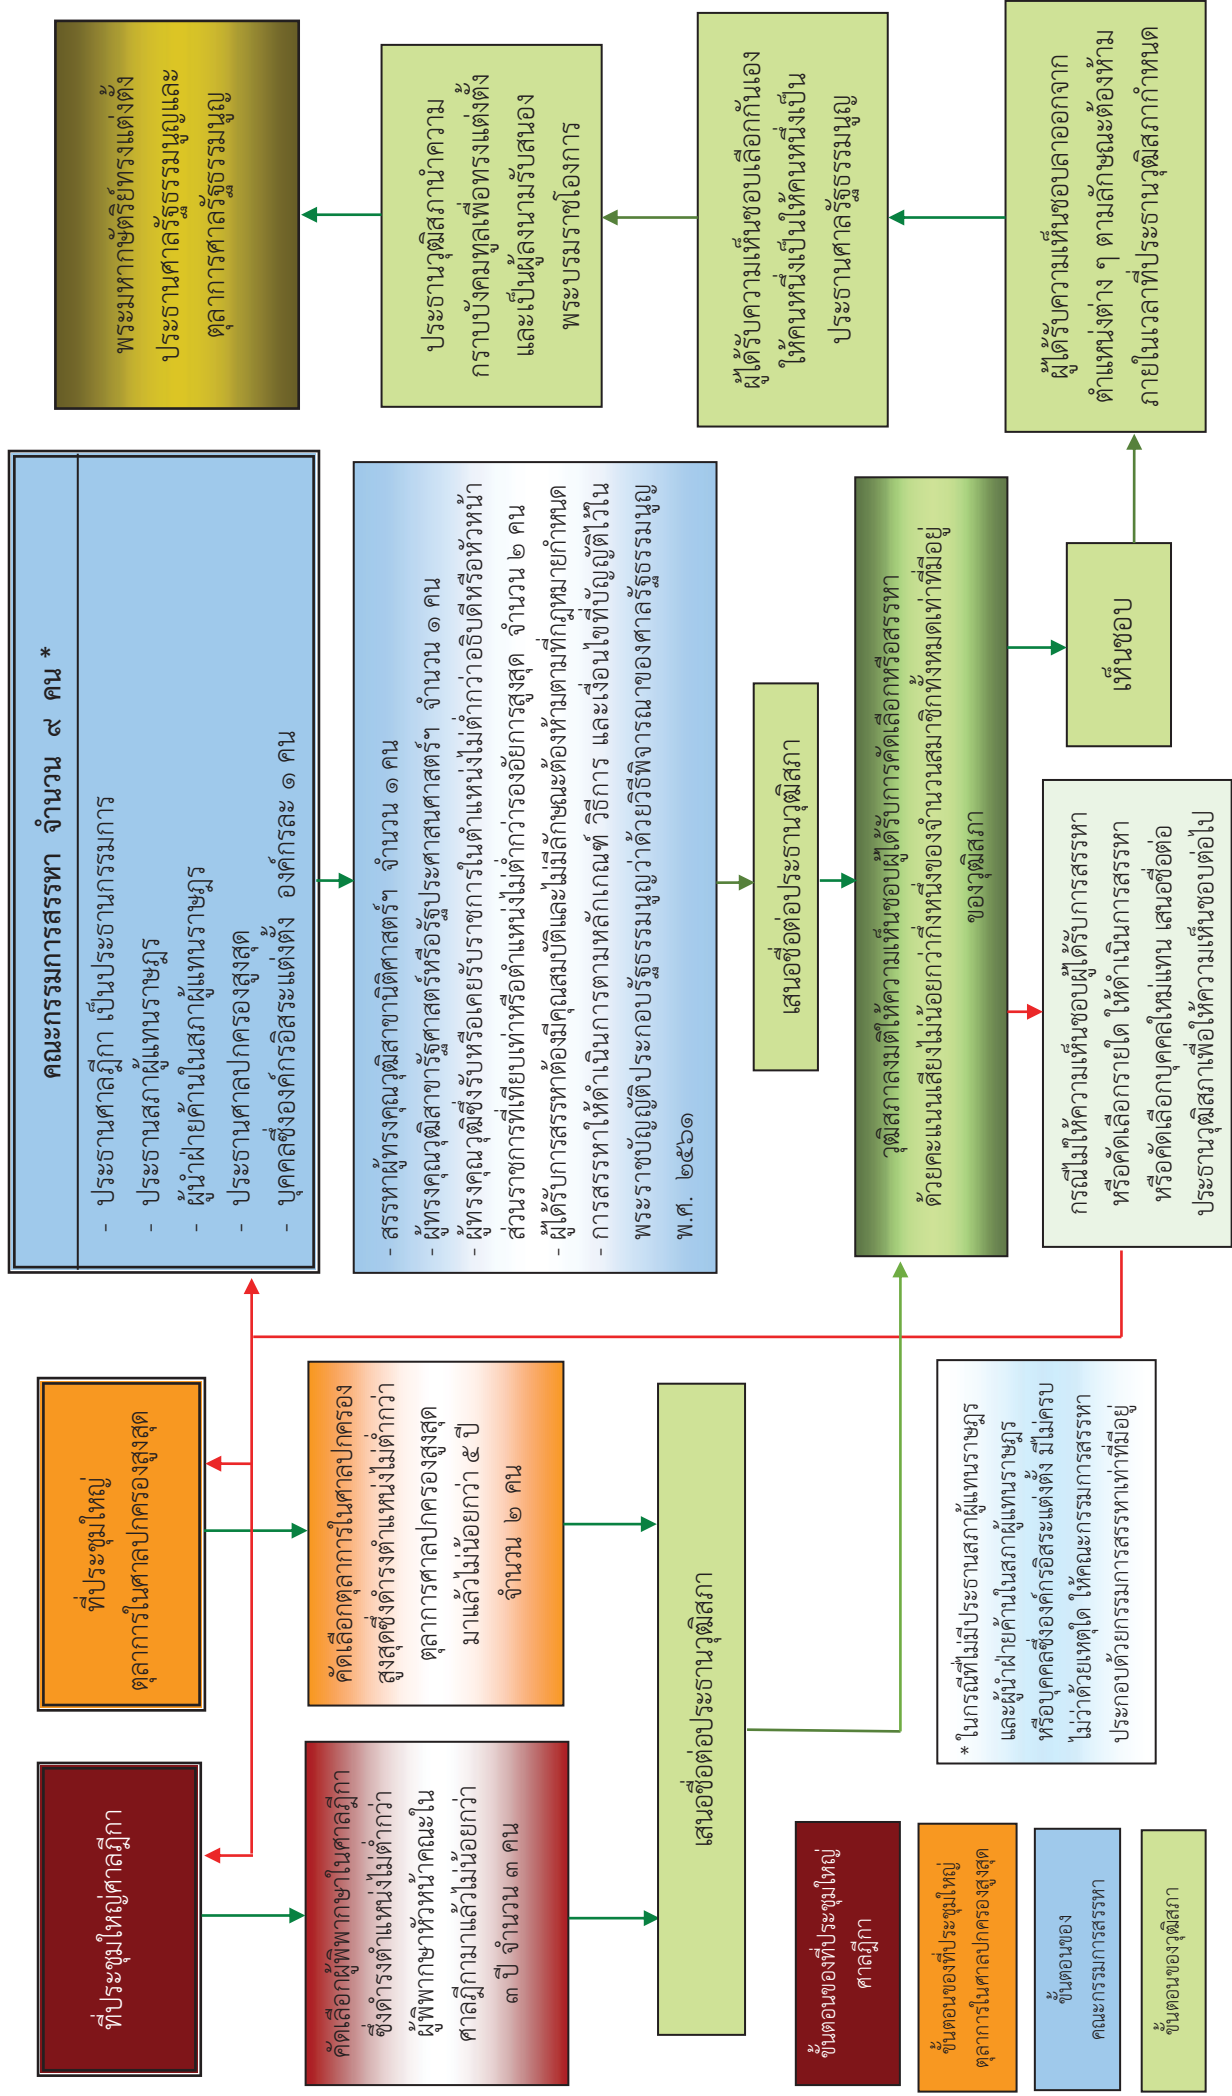 ที่ประชุมใหญ่ศาลฎีกา
คัดเลือกผู้พิพากษาในศาลฎีกา
ซึ่งดำรงตำแหน่งไม่ต่ำกว่า
ผู้พิพากษาหัวหน้าคณะใน
ศาลฎีกามาแล้วไม่น้อยกว่า
๓ ปี จำนวน ๓ คน
ที่ประชุมใหญ่
ตุลาการในศาลปกครองสูงสุด
คัดเลือกตุลาการในศาลปกครอง
สูงสุดซึ่งดำรงตำแหน่งไม่ต่ำกว่า
ตุลาการศาลปกครองสูงสุด
มาแล้วไม่น้อยกว่า ๕ ปี
จำนวน ๒ คน
เสนอชื่อต่อประธานวุฒิสภา
คณะกรรมการสรรหา จำนวน ๙ คน *
- ประธานศาลฎีกา เป็นประธานกรรมการ
- ประธานสภาผู้แทนราษฎร
- ผู้นำฝ่ายค้านในสภาผู้แทนราษฎร
- ประธานศาลปกครองสูงสุด
- บุคคลซึ่งองค์กรอิสระแต่งตั้ง องค์กรละ ๑ คน
- สรรหาผู้ทรงคุณวุฒิสาขานิติศาสตร์ฯ จำนวน ๑ คน
- ผู้ทรงคุณวุฒิสาขารัฐศาสตร์หรือรัฐประศาสนศาสตร์ฯ จำนวน ๑ คน
- ผู้ทรงคุณวุฒิซึ่งรับหรือเคยรับราชการในตำแหน่งไม่ต่ำกว่าอธิบดีหรือหัวหน้า
ส่วนราชการที่เทียบเท่าหรือตำแหน่งไม่ต่ำกว่ารองอัยการสูงสุด จำนวน ๒ คน
- ผู้ได้รับการสรรหาต้องมีคุณสมบัติและไม่มีลักษณะต้องห้ามตามที่กฎหมายกำหนด
- การสรรหาให้ดำเนินการตามหลักเกณฑ์ วิธีการ และเงื่อนไขที่บัญญัติไว้ใน
พระราชบัญญัติประกอบรัฐธรรมนูญว่าด้วยวิธีพิจารณาของศาลรัฐธรรมนูญ
พ.ศ. ๒๕๖๑
เสนอชื่อต่อประธานวุฒิสภา
วุฒิสภาลงมติให้ความเห็นชอบผู้ได้รับการคัดเลือกหรือสรรหา
ด้วยคะแนนเสียงไม่น้อยกว่ากึ่งหนึ่งของจำนวนสมาชิกทั้งหมดเท่าที่มีอยู่
ของวุฒิสภา
กรณีไม่ให้ความเห็นชอบผู้ได้รับการสรรหา
หรือคัดเลือกรายใด ให้ดำเนินการสรรหา
หรือคัดเลือกบุคคลใหม่แทน เสนอชื่อต่อ
ประธานวุฒิสภาเพื่อให้ความเห็นชอบต่อไป
เห็นชอบ
ผู้ได้รับความเห็นชอบลาออกจาก
ตำแหน่งต่าง ๆ ตามลักษณะต้องห้าม
ภายในเวลาที่ประธานวุฒิสภากำหนด
ผู้ได้รับความเห็นชอบเลือกกันเอง
ให้คนหนึ่งเป็นให้คนหนึ่งเป็น
ประธานศาลรัฐธรรมนูญ
ประธานวุฒิสภานำความ
กราบบังคมทูลเพื่อทรงแต่งตั้ง
และเป็นผู้ลงนามรับสนอง
พระบรมราชโองการ
พระมหากษัตริย์ทรงแต่งตั้ง
ประธานศาลรัฐธรรมนูญและ
ตุลาการศาลรัฐธรรมนูญ
* ในกรณีที่ไม่มีประธานสภาผู้แทนราษฎร
และผู้นำฝ่ายค้านในสภาผู้แทนราษฎร
หรือบุคคลซึ่งองค์กรอิสระแต่งตั้ง มีไม่ครบ
ไม่ว่าด้วยเหตุใด ให้คณะกรรมการสรรหา
ประกอบด้วยกรรมการสรรหาเท่าที่มีอยู่
ขั้นตอนของที่ประชุมใหญ่
ศาลฎีกา
ขั้นตอนของที่ประชุมใหญ่
ตุลาการในศาลปกครองสูงสุด
ขั้นตอนของ
คณะกรรมการสรรหา
ขั้นตอนของวุฒิสภา